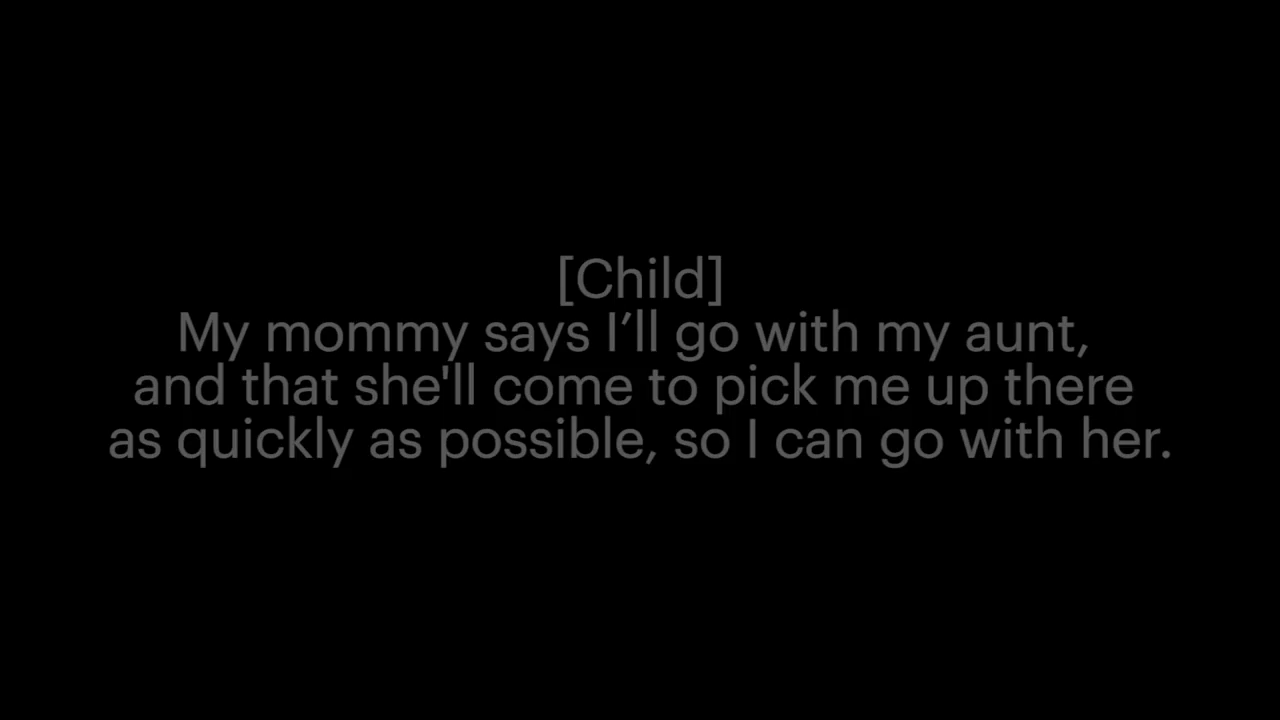 [Child]
My mommy says I’ll go with my aunt,
and that she'll come to pick me up there
as quickly as possible, so I can go with her.